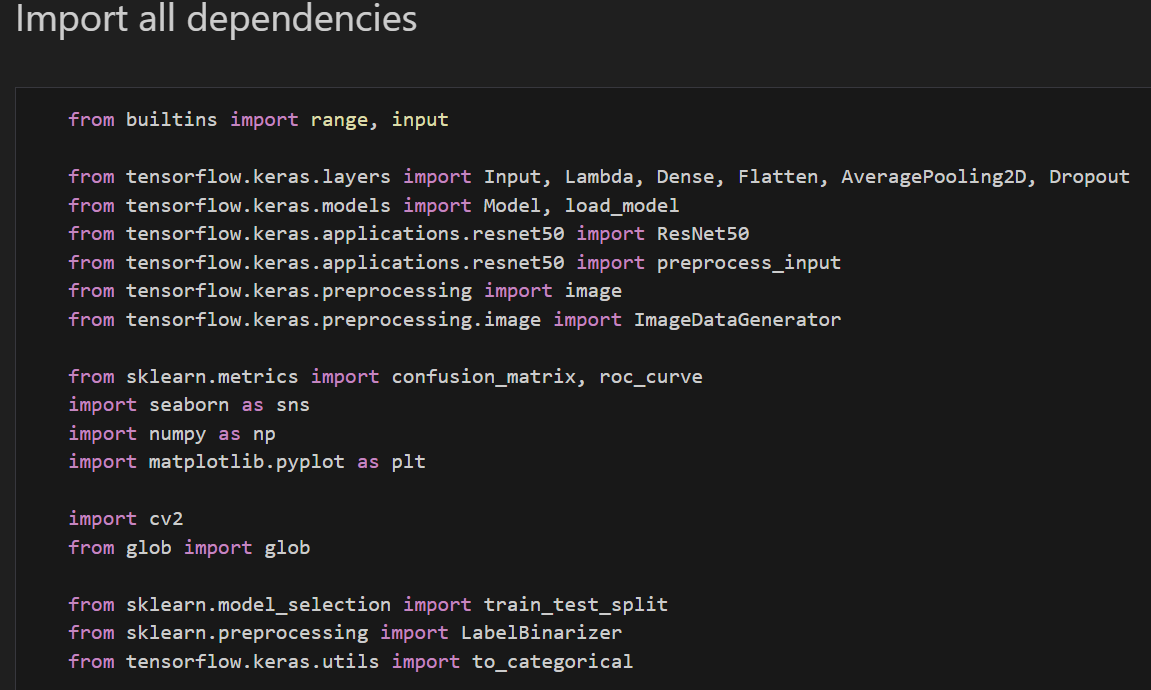 Import all dependencies
from builtins import range, input
from tensorflow.keras.layers import Input, Lambda, Dense, Flatten, AveragePooling2D, Dropout
from tensorflow.keras.models import Model, load_model
from tensorflow.keras.applications.resnet50 import ResNet50
from tensorflow.keras.applications.resnet50 import preprocess_input
from tensorflow.keras.preprocessing import image
from tensorflow.keras.preprocessing.image import ImageDataGenerator
from sklearn.metrics import confusion_matrix, roc_curve
import seaborn as sns
import numpy as np
import matplotlib.pyplot as plt
import cv2
from glob import glob
from sklearn.model_selection import train_test_split
from sklearn.preprocessing import LabelBinarizer
from tensorflow.keras.utils import to_categorical